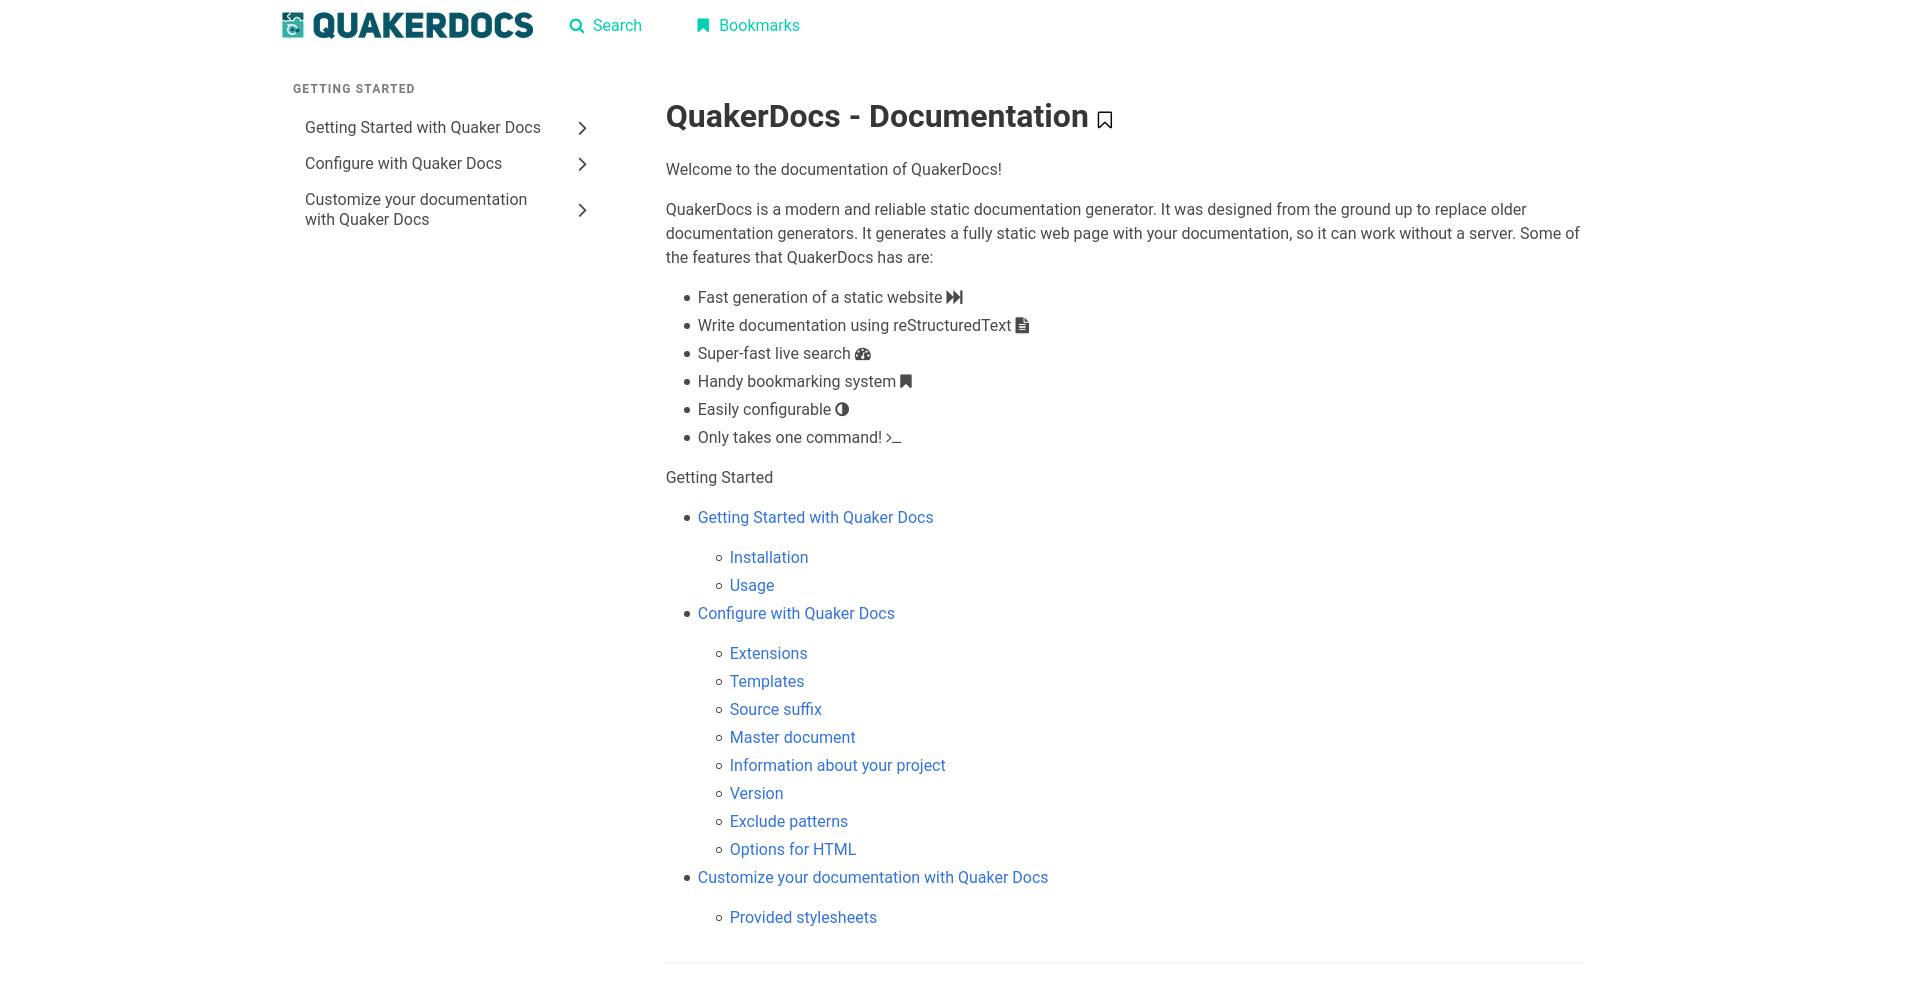 QUAKERDOCS
Search
Bookmarks
GETTING STARTED
Getting Started with Quaker Docs
Configure with Quaker Docs
Customize your documentation
with Quaker Docs
QuakerDocs - Documentation
Welcome to the documentation of QuakerDocs!
QuakerDocs is a modern and reliable static documentation generator. It was designed from the ground up to replace older
documentation generators. It generates a fully static web page with your documentation, so it can work without a server. Some of
the features that QuakerDocs has are:
Fast generation of a static website
Write documentation using reStructuredText
Super-fast live search
Handy bookmarking system
Easily configurable
Only takes one command!
Getting Started
Getting Started with Quaker Docs
Installation
Usage
Configure with Quaker Docs
Extensions
Templates
Source suffix
Master document
Information about your project
Version
Exclude patterns
Options for HTML
Customize your documentation with Quaker Docs
Provided stylesheets